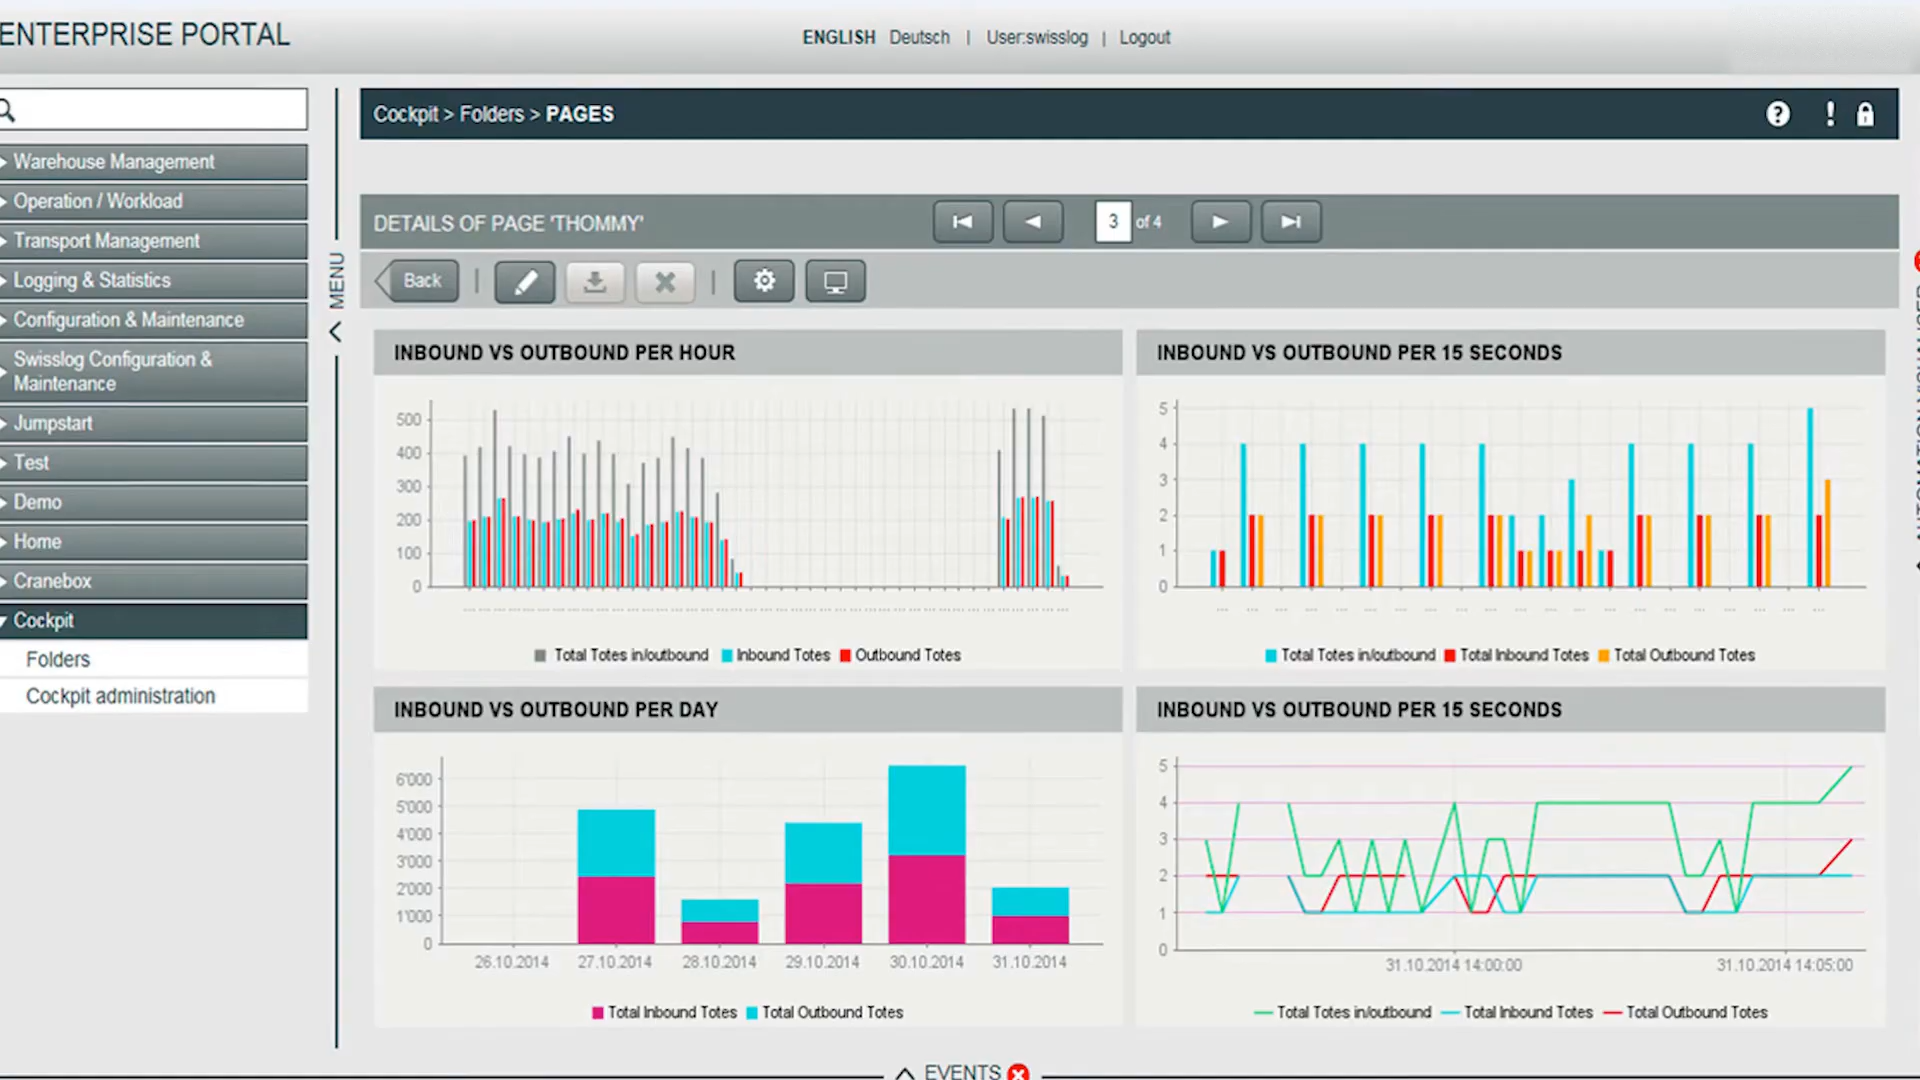 ENTERPRISE PORTAL
ENGLISH Deutsch | User:swisslog | Logout
Cockpit > Folders > PAGES
Warehouse Management
Operation / Workload
Transport Management
Logging & Statistics
Configuration & Maintenance
Swisslog Configuration &
Maintenance
Jumpstart
Test
Demo
Home
Cranebox
Cockpit
Folders
Cockpit administration
MENU
DETAILS OF PAGE 'THOMMY'
3 of 4
Back
INBOUND VS OUTBOUND PER HOUR
500
400
300
200
100
0
Total Totes in/outbound Inbound Totes Outbound Totes
INBOUND VS OUTBOUND PER 15 SECONDS
5
4
3
2
1
0
Total Totes in/outbound Total Inbound Totes Total Outbound Totes
INBOUND VS OUTBOUND PER DAY
6'000
5'000
4'000
3'000
2'000
1'000
0
26.10.2014 27.10.2014 28.10.2014 29.10.2014 30.10.2014 31.10.2014
Total Inbound Totes Total Outbound Totes
INBOUND VS OUTBOUND PER 15 SECONDS
5
4
3
2
1
0
31.10.2014 14:00:00 31.10.2014 14:05:00
Total Totes in/outbound Total Inbound Totes Total Outbound Totes
EVENTS